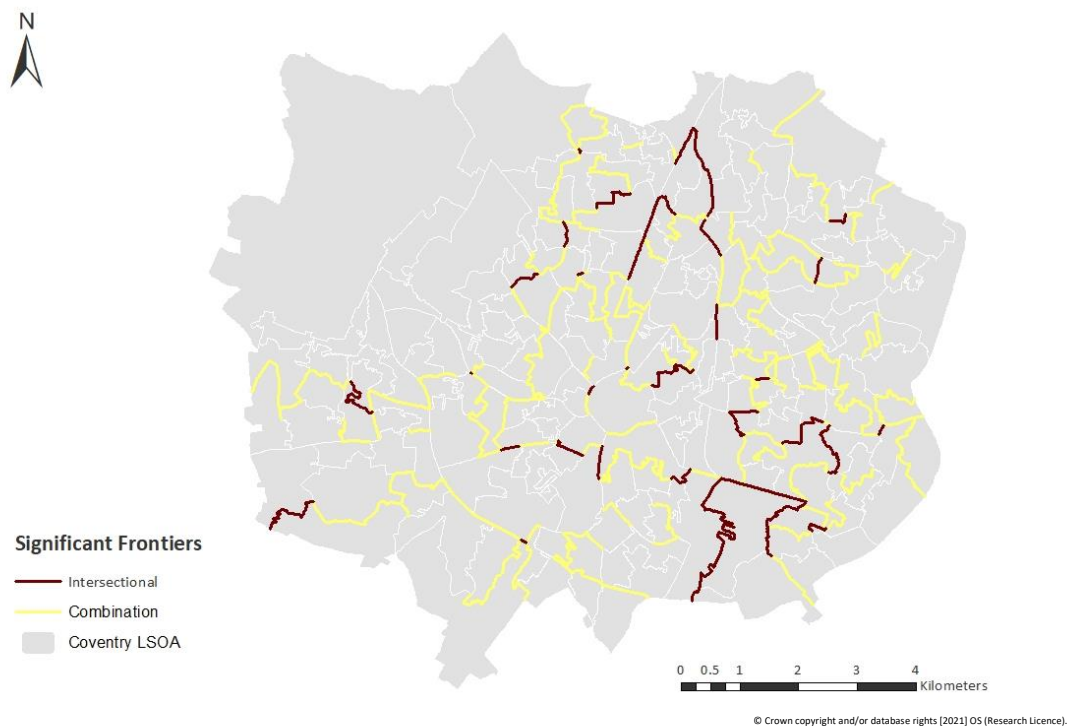 N
Significant Frontiers
Intersectional
Combination
Coventry LSOA
0 0.5 1 2 3 4
Kilometers
© Crown copyright and/or database rights [2021] OS (Research Licence).